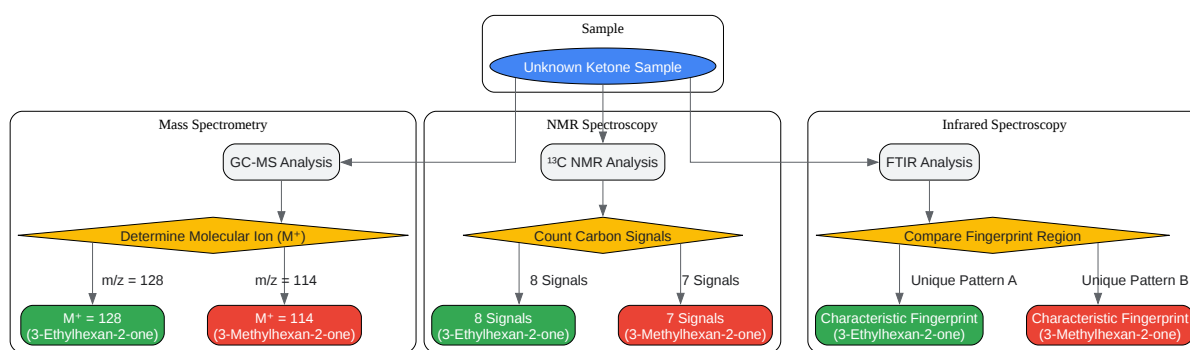 Sample
Unknown Ketone Sample
Mass Spectrometry
NMR Spectroscopy
Infrared Spectroscopy
GC-MS Analysis
¹³C NMR Analysis
FTIR Analysis
Determine Molecular Ion (M⁺)
Count Carbon Signals
Compare Fingerprint Region
m/z = 128
m/z = 114
8 Signals
7 Signals
Unique Pattern A
Unique Pattern B
M⁺ = 128
(3-Ethylhexan-2-one)
M⁺ = 114
(3-Methylhexan-2-one)
8 Signals
(3-Ethylhexan-2-one)
7 Signals
(3-Methylhexan-2-one)
Characteristic Fingerprint
(3-Ethylhexan-2-one)
Characteristic Fingerprint
(3-Methylhexan-2-one)